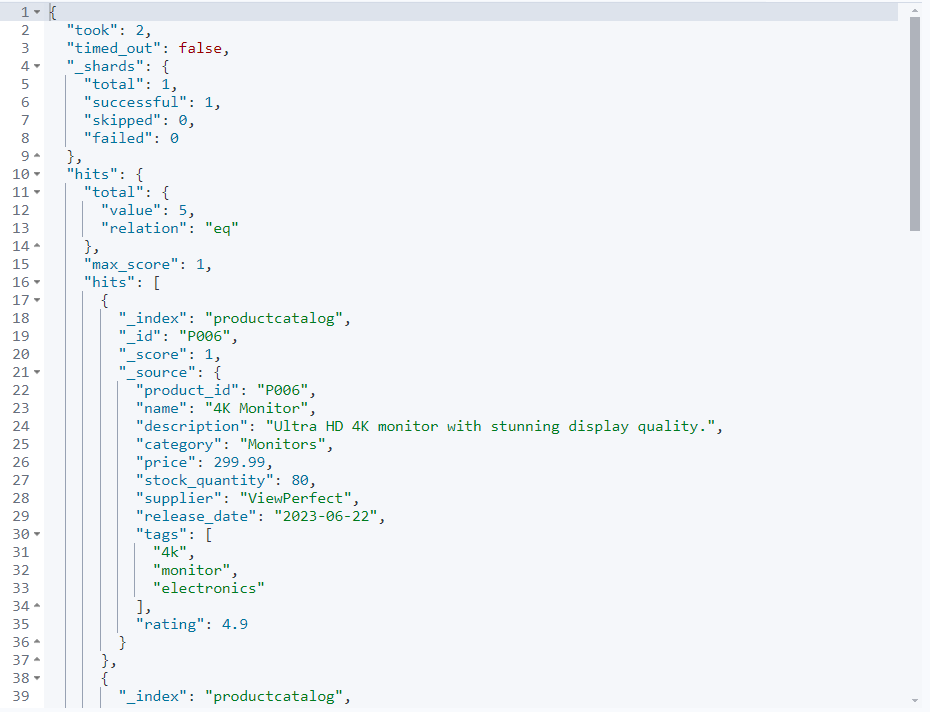 1 {
2 "took": 2,
3 "timed_out": false,
4 "_shards": {
5 "total": 1,
6 "successful": 1,
7 "skipped": 0,
8 "failed": 0
9 },
10 "hits": {
11 "total": {
12 "value": 5,
13 "relation": "eq"
14 },
15 "max_score": 1,
16 "hits": [
17 {
18 "_index": "productcatalog",
19 "_id": "P006",
20 "_score": 1,
21 "_source": {
22 "product_id": "P006",
23 "name": "4K Monitor",
24 "description": "Ultra HD 4K monitor with stunning display quality.",
25 "category": "Monitors",
26 "price": 299.99,
27 "stock_quantity": 80,
28 "supplier": "ViewPerfect",
29 "release_date": "2023-06-22",
30 "tags": [
31 "4k",
32 "monitor",
33 "electronics"
34 ],
35 "rating": 4.9
36 }
37 },
38 {
39 "_index": "productcatalog",